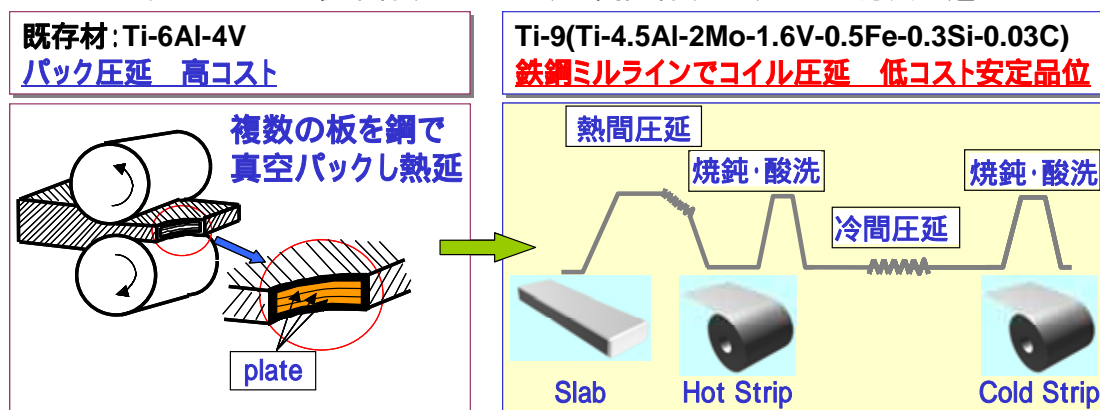 既存材:Ti-6Al-4V
パック圧延 高コスト
Ti-9(Ti-4.5Al-2Mo-1.6V-0.5Fe-0.3Si-0.03C)
鉄鋼ミルラインでコイル圧延 低コスト安定品位
複数の板を鋼で
真空パックし熱延
plate
熱間圧延
焼鈍・酸洗
冷間圧延
焼鈍・酸洗
Slab
Hot Strip
Cold Strip